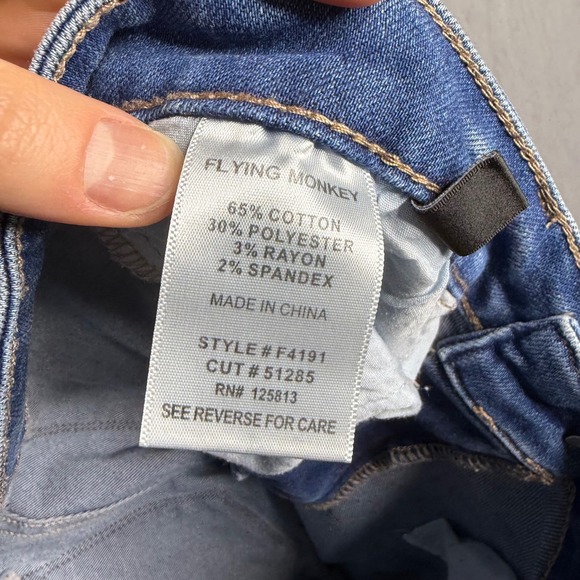 FLYING MONKEY
65% COTTON
30% POLYESTER
3% RAYON
2% SPANDEX
MADE IN CHINA
STYLE # F4191
CUT # 51285
RN# 125813
SEE REVERSE FOR CARE